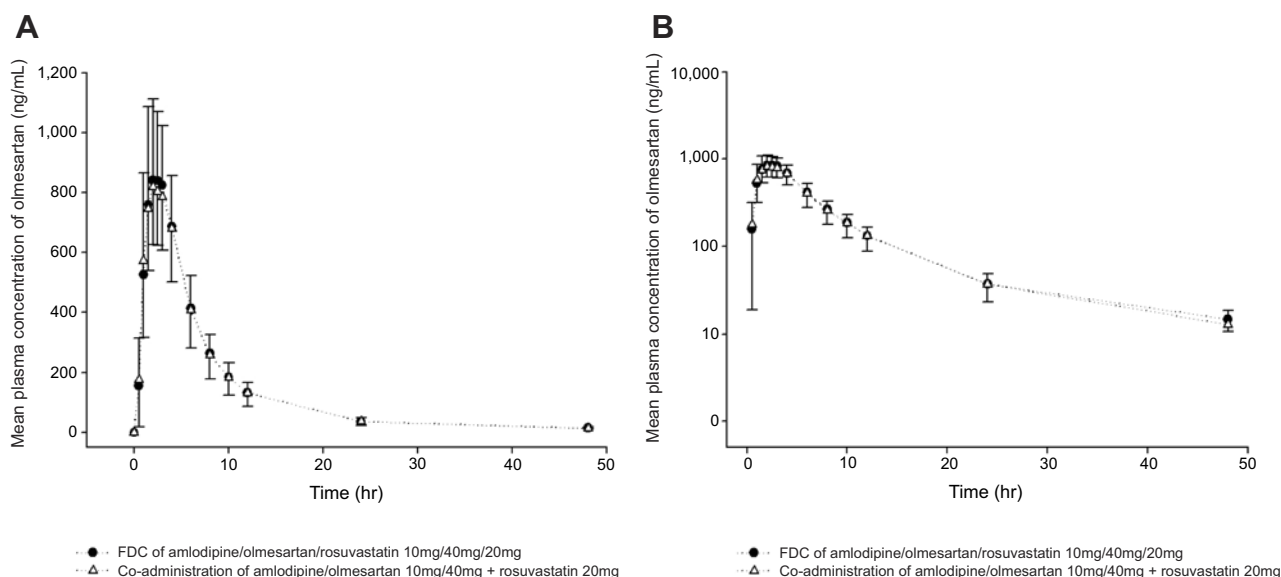 A
Mean plasma concentration of olmesartan (ng/mL)
1,200
1,000
800
600
400
200
0
0 10 20 30 40 50
Time (hr)
FDC of amlodipine/olmesartan/rosuvastatin 10mg/40mg/20mg
Co-administration of amlodipine/olmesartan 10mg/40mg + rosuvastatin 20mg
B
Mean plasma concentration of olmesartan (ng/mL)
10,000
1,000
100
10
0
0 10 20 30 40 50
Time (hr)
FDC of amlodipine/olmesartan/rosuvastatin 10mg/40mg/20mg
Co-administration of amlodipine/olmesartan 10mg/40mg + rosuvastatin 20mg